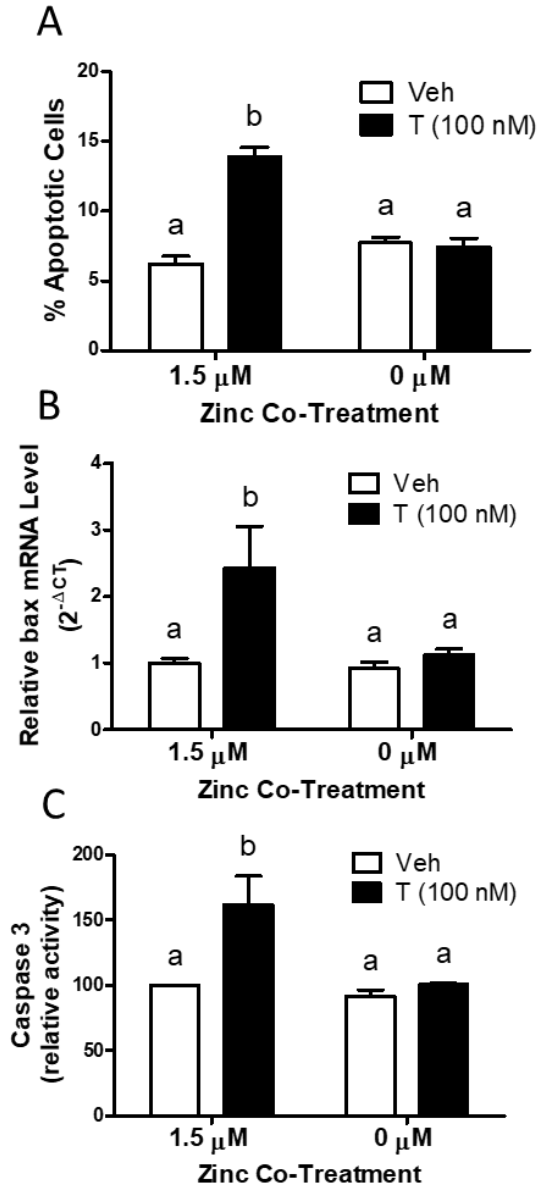 A
% Apoptotic Cells
20
15
10
5
0
Veh
T (100 nM)
a
b
a
a
1.5 μM
0 μM
Zinc Co-Treatment
B
Relative bax mRNA Level
(2^-ΔCT)
4
3
2
1
0
Veh
T (100 nM)
a
b
a
a
1.5 μM
0 μM
Zinc Co-Treatment
C
Caspase 3
(relative activity)
200
150
100
50
0
Veh
T (100 nM)
a
b
a
a
1.5 μM
0 μM
Zinc Co-Treatment